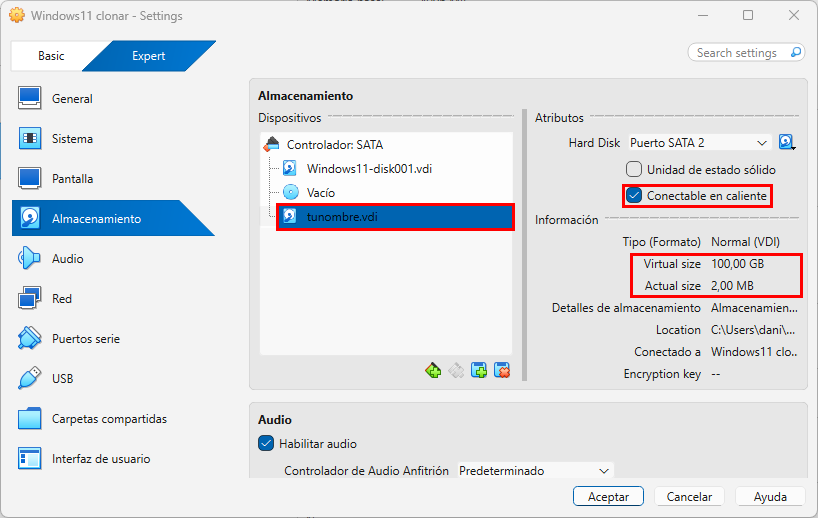 Windows11 clonar - Settings
Basic
Expert
Search settings
General
Sistema
Pantalla
Almacenamiento
Audio
Red
Puertos serie
USB
Carpetas compartidas
Interfaz de usuario
Almacenamiento
Dispositivos
Controlador: SATA
Windows11-disk001.vdi
Vacío
tunombre.vdi
Atributos
Hard Disk Puerto SATA 2
Unidad de estado sólido
Conectable en caliente
Información
Tipo (Formato) Normal (VDI)
Virtual size 100,00 GB
Actual size 2,00 MB
Detalles de almacenamiento Almacenamien...
Location C:\Users\dani\...
Conectado a Windows11 clo...
Encryption key --
Audio
Habilitar audio
Controlador de Audio Anfitrión Predeterminado
Aceptar
Cancelar
Ayuda